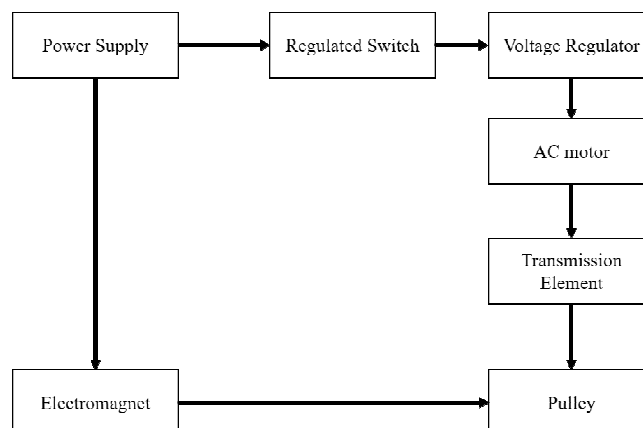 Power Supply
Regulated Switch
Voltage Regulator
AC motor
Transmission
Element
Electromagnet
Pulley